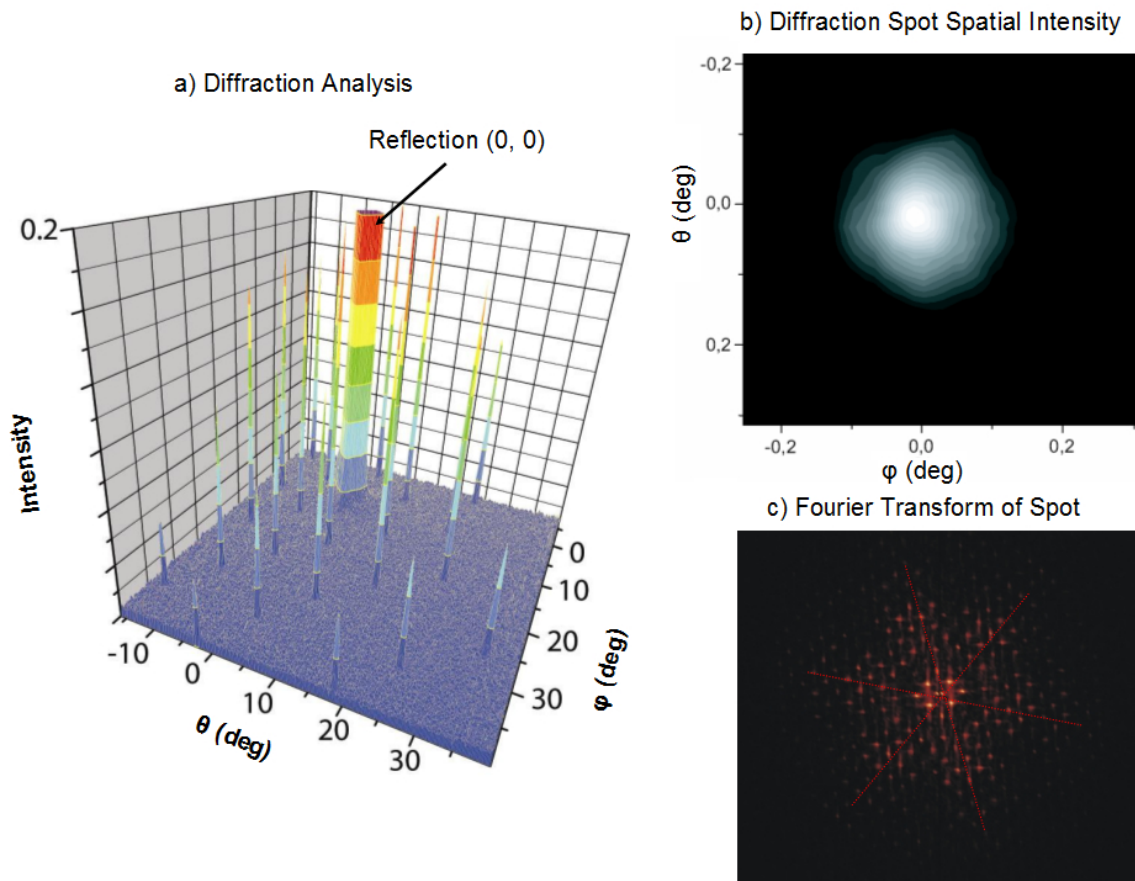 a) Diffraction Analysis
Reflection (0, 0)
0.2
Intensity
-10
0
10
20
30
θ (deg)
0
10
20
30
φ (deg)
b) Diffraction Spot Spatial Intensity
-0,2
0,0
0,2
θ (deg)
-0,2
0,0
0,2
φ (deg)
c) Fourier Transform of Spot